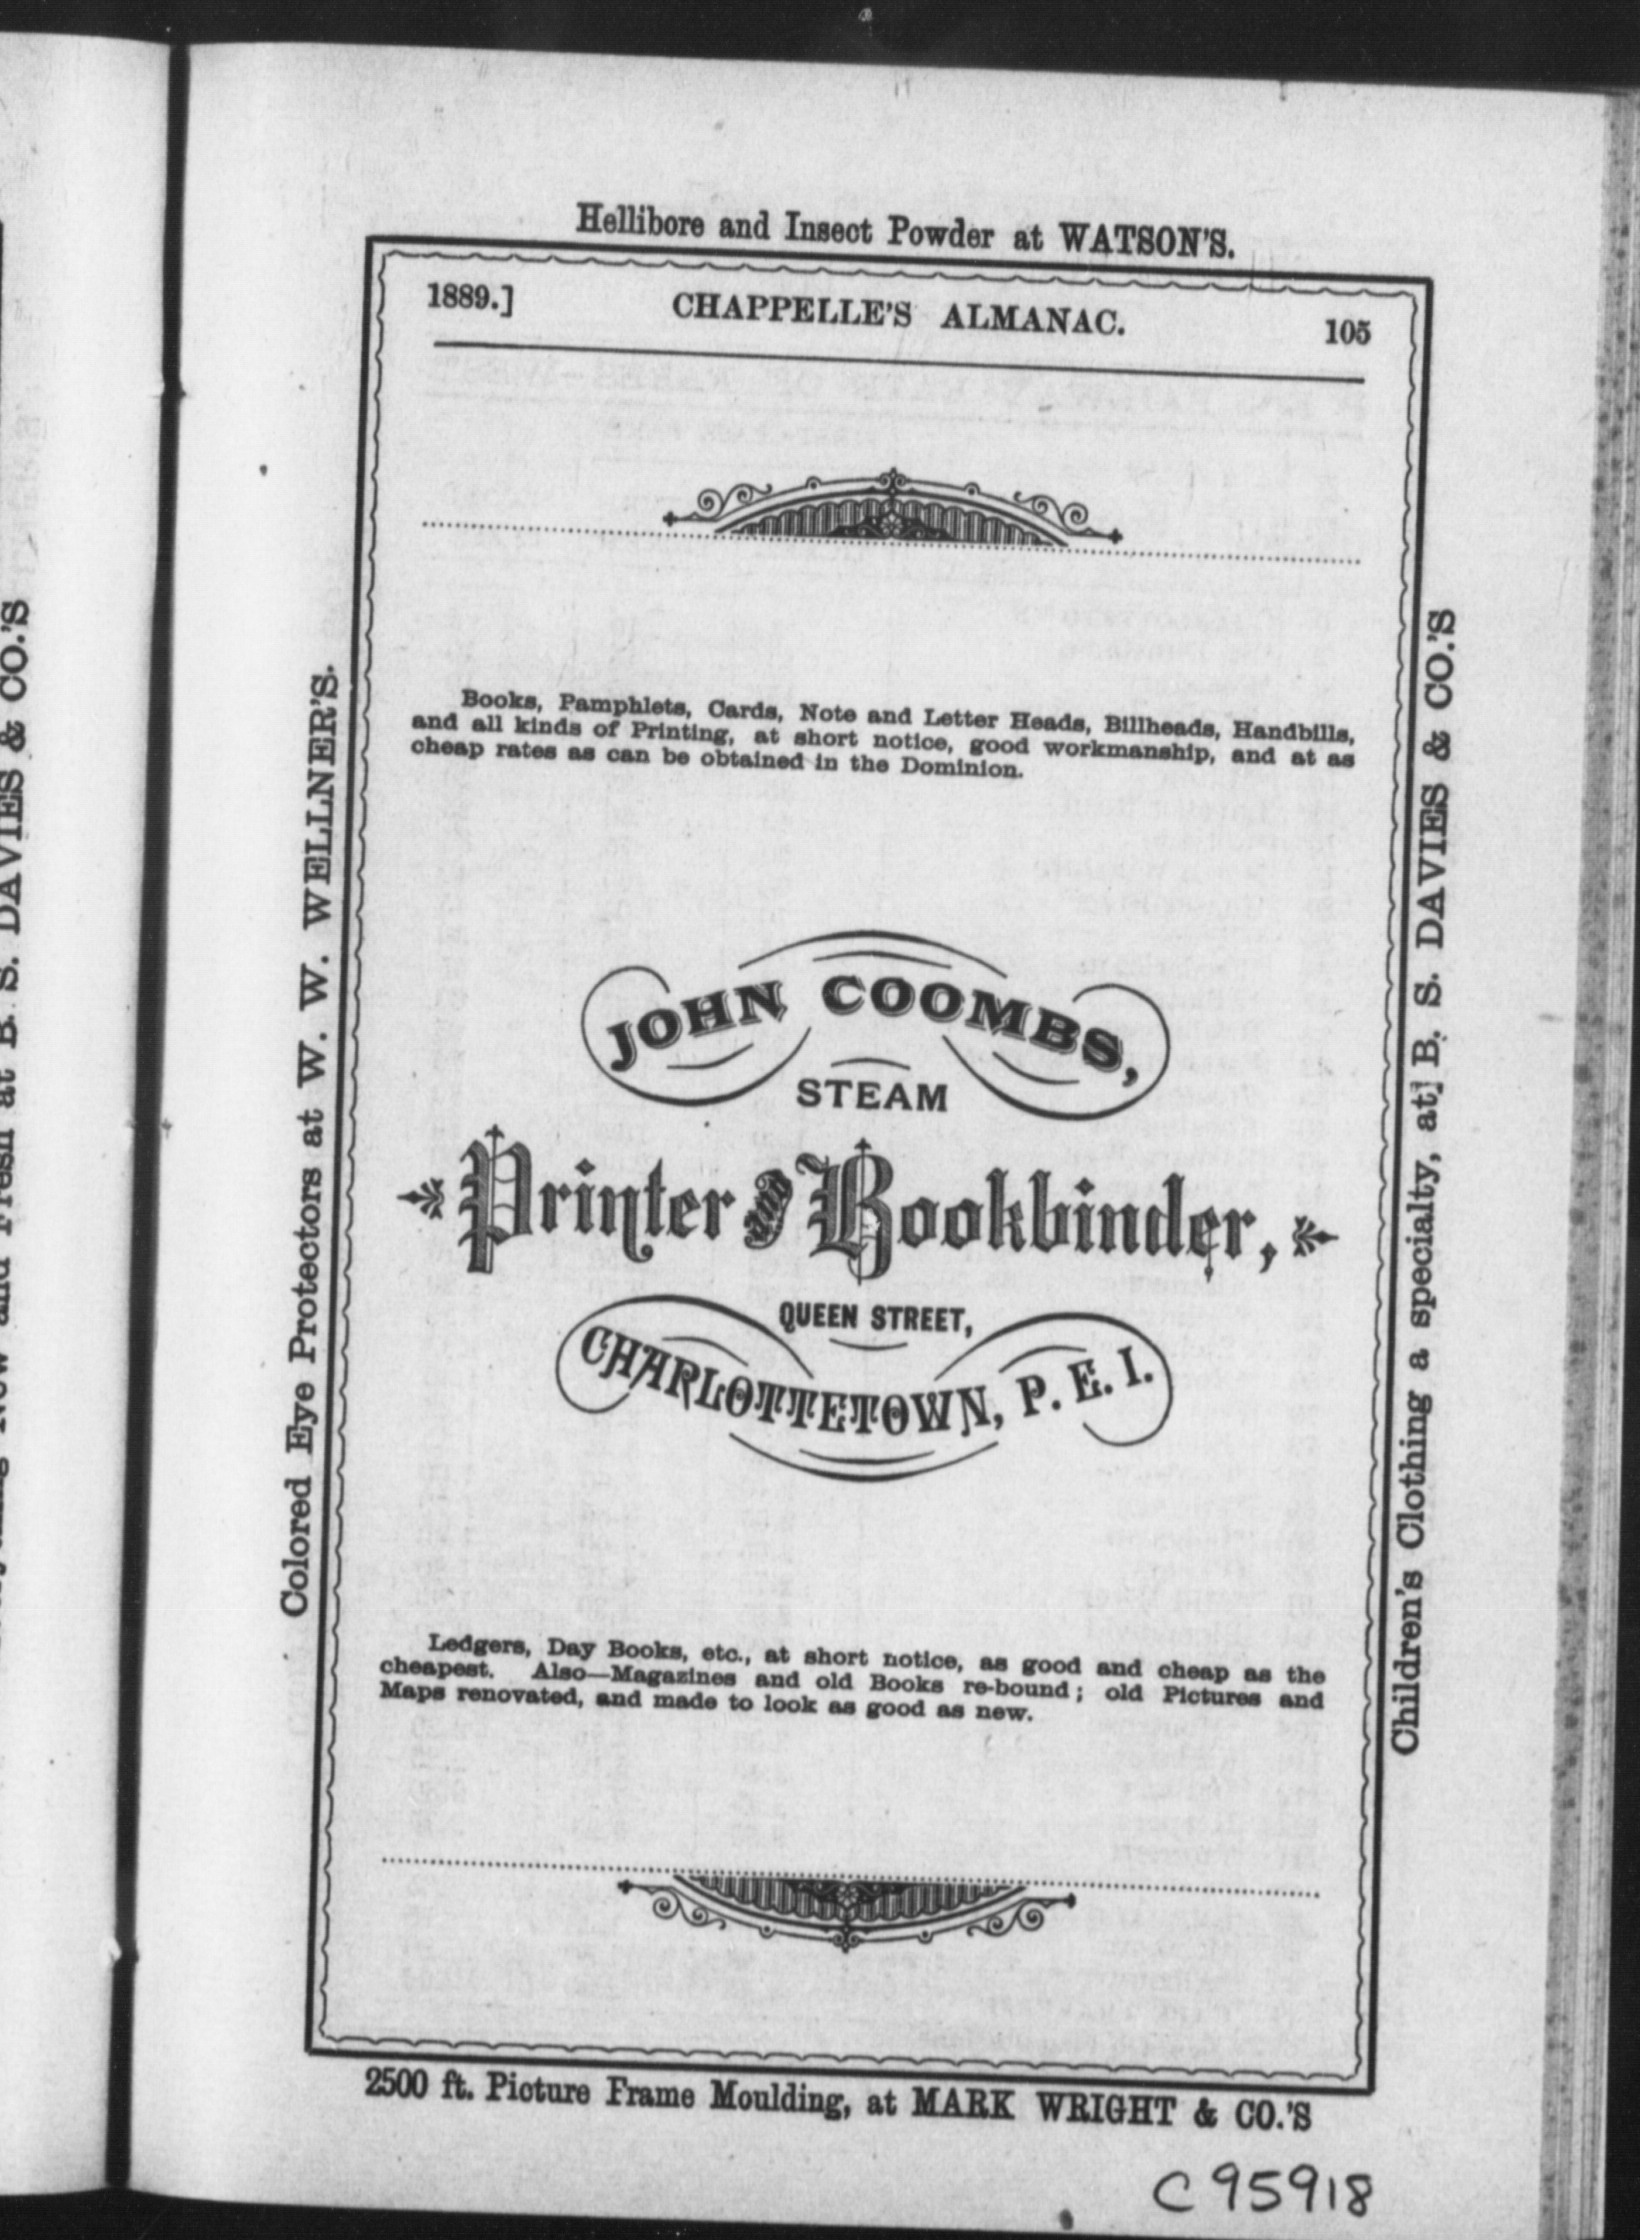 Hellibore and Insect Powder at WATSON'S.
1889.] CHAPPELLE'S ALMANAC. 105
Books, Pamphlets, Cards, Note and Letter Heads, Billheads, Handbills,
and all kinds of Printing, at short notice, good workmanship, and at as
cheap rates as can be obtained in the Dominion.
JOHN COOMBS,
STEAM
Printer and Bookbinder,
QUEEN STREET,
CHARLOTTETOWN, P. E. I.
Ledgers, Day Books, etc., at short notice, as good and cheap as the
cheapest. Also—Magazines and old Books re-bound; old Pictures and
Maps renovated, and made to look as good as new.
2500 ft. Picture Frame Moulding, at MARK WRIGHT & CO.'S
Colored Eye Protectors at W. W. WELLNER'S.
Children's Clothing a specialty, at] B. S. DAVIES & CO.'S
and Fresh at B. S. DAVIES & CO.'S
C95918